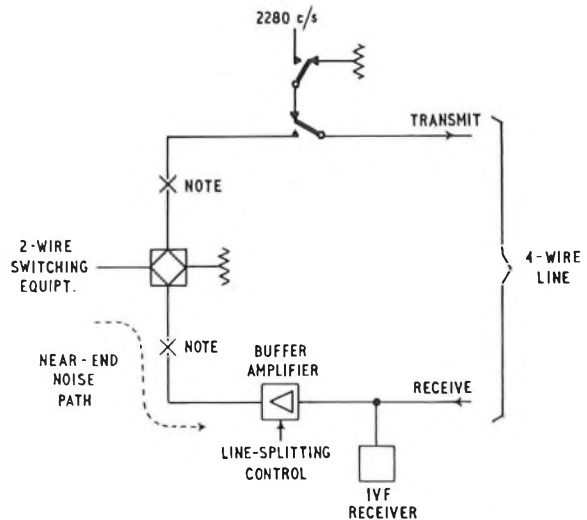 2280 c/s
TRANSMIT
NOTE
2-WIRE
SWITCHING
EQUIPT.
4-WIRE
LINE
NOTE
NEAR-END
NOISE
PATH
BUFFER
AMPLIFIER
RECEIVE
LINE-SPLITTING
CONTROL
IVF
RECEIVER